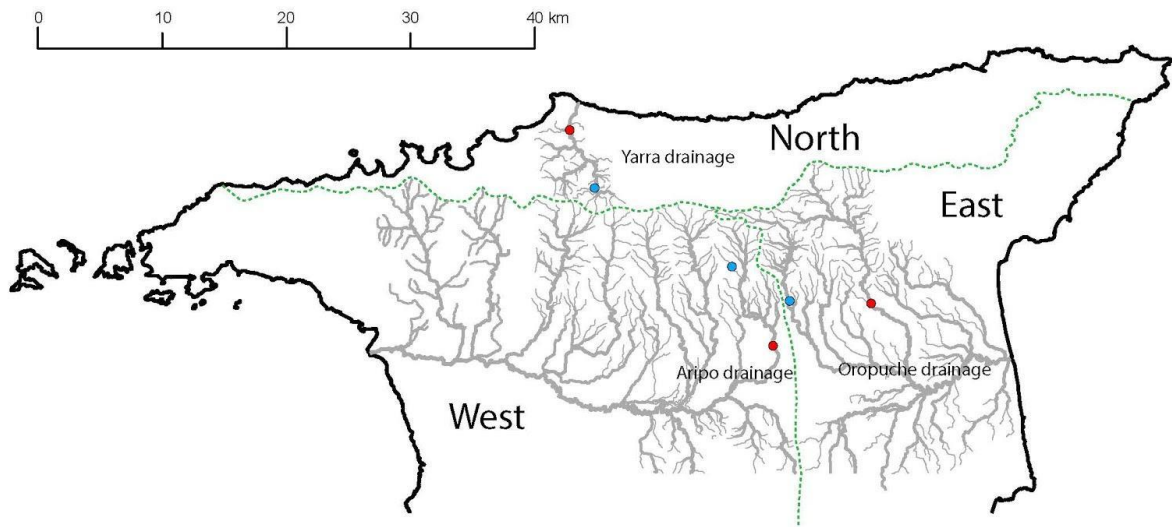 0 10 20 30 40 km
North
Yarra drainage
East
Aripo drainage
Oropuche drainage
West